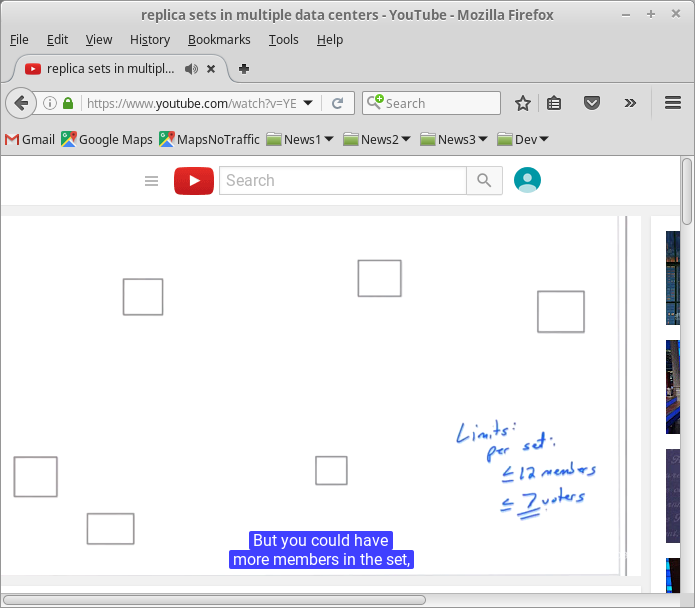 replica sets in multiple data centers - YouTube - Mozilla Firefox
File Edit View History Bookmarks Tools Help
replica sets in multipl...
https://www.youtube.com/watch?v=YE
Search
Gmail Google Maps MapsNoTraffic News1 News2 News3 Dev
Search
Limits:
per set:
≤ 12 members
≤ 7 voters
But you could have
more members in the set,